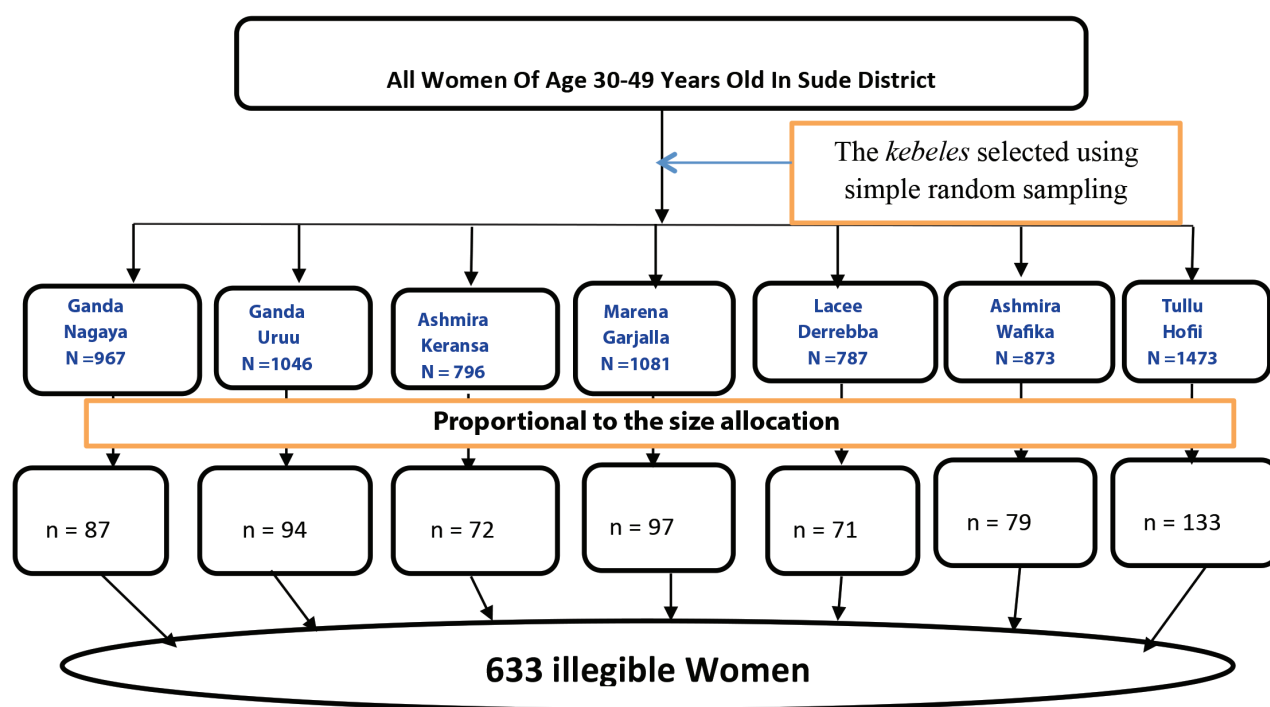 All Women Of Age 30-49 Years Old In Sude District
The kebeles selected using
simple random sampling
Ganda
Nagaya
N =967
Ganda
Uruu
N =1046
Ashmira
Keransa
N = 796
Marena
Garjalla
N =1081
Lacee
Derrebba
N =787
Ashmira
Wafika
N =873
Tullu
Hofii
N =1473
Proportional to the size allocation
n = 87
n = 94
n = 72
n = 97
n = 71
n = 79
n = 133
633 illegible Women